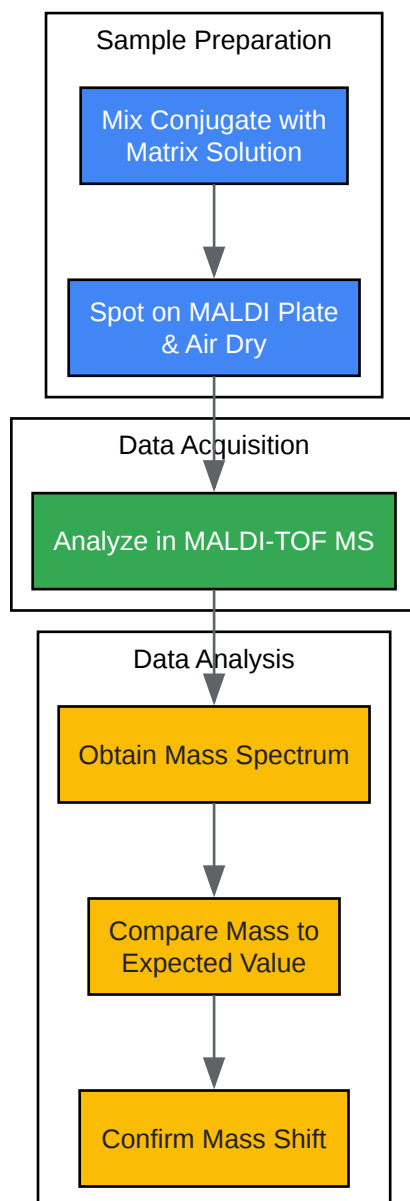 Sample Preparation
Mix Conjugate with
Matrix Solution
Spot on MALDI Plate
& Air Dry
Data Acquisition
Analyze in MALDI-TOF MS
Data Analysis
Obtain Mass Spectrum
Compare Mass to
Expected Value
Confirm Mass Shift